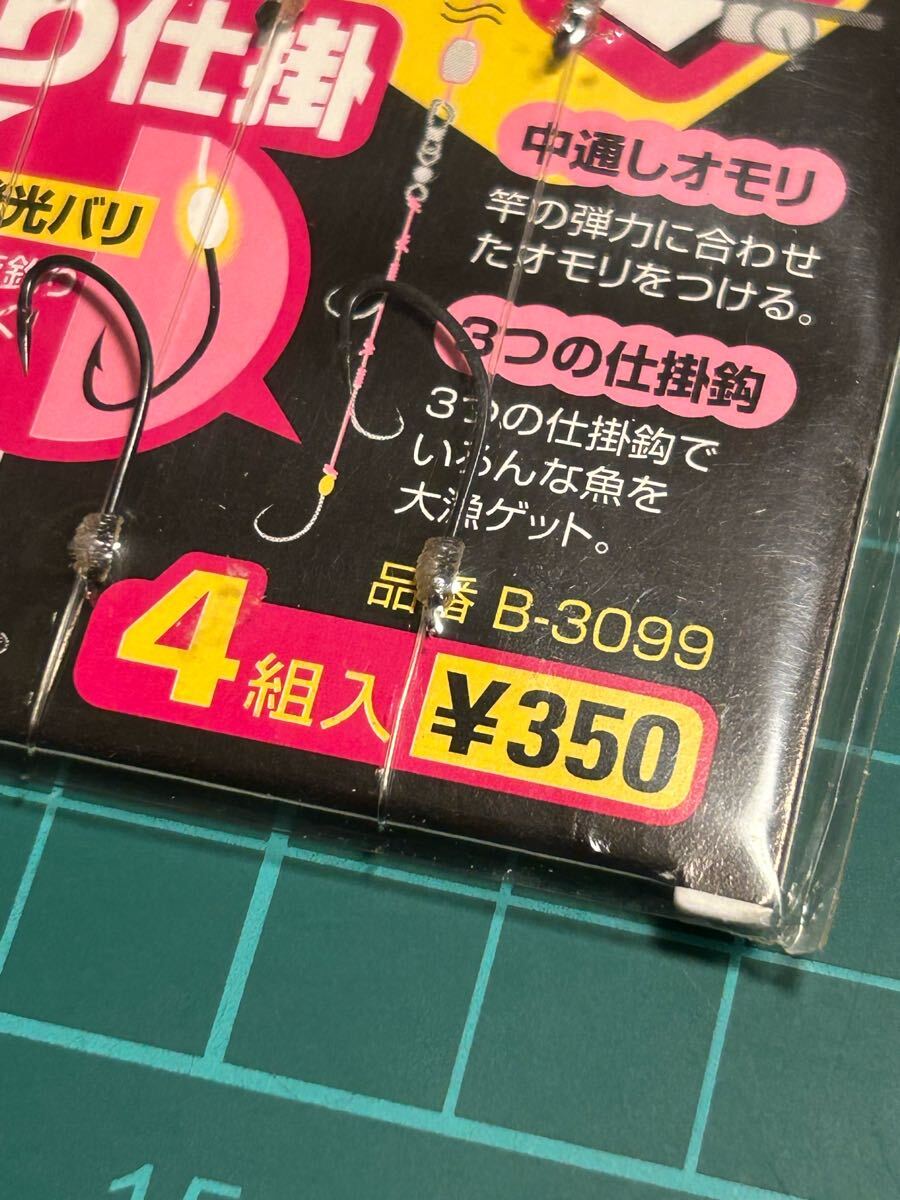 り仕掛
光バリ
中通しオモリ
竿の弾力に合わせ
たオモリをつける。
3つの仕掛鈎
3つの仕掛鈎で
いろんな魚を
大漁ゲット。
品番 B-3099
4組入 ¥350
15